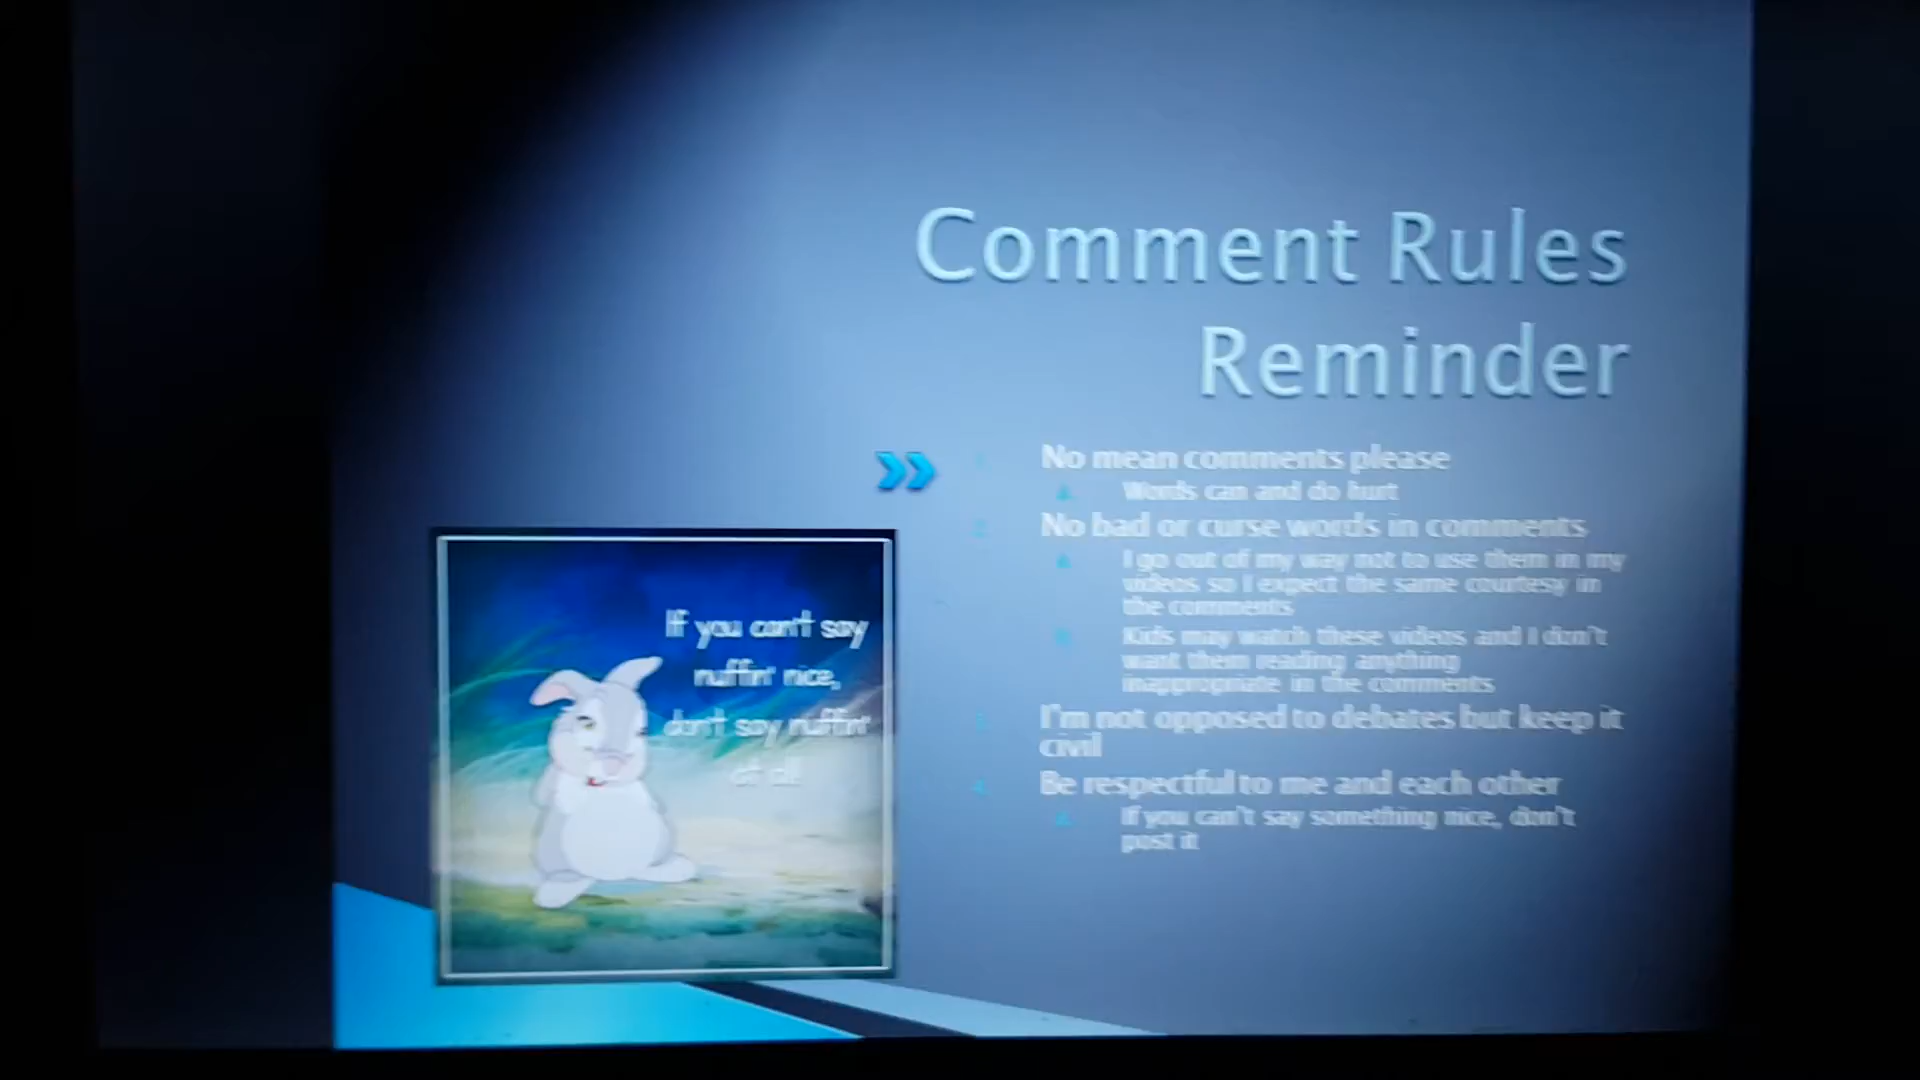 Comment Rules
Reminder
No mean comments please
Words can and do hurt
No bad or curse words in comments
I go out of my way not to use them in my
videos so I expect the same courtesy in
the comments
Kids may watch these videos and I don't
want them reading anything
inappropriate in the comments
I'm not opposed to debates but keep it
civil
Be respectful to me and each other
If you can't say something nice, don't
post it
If you can't say
nuffin' nice,
don't say nuffin'
at all